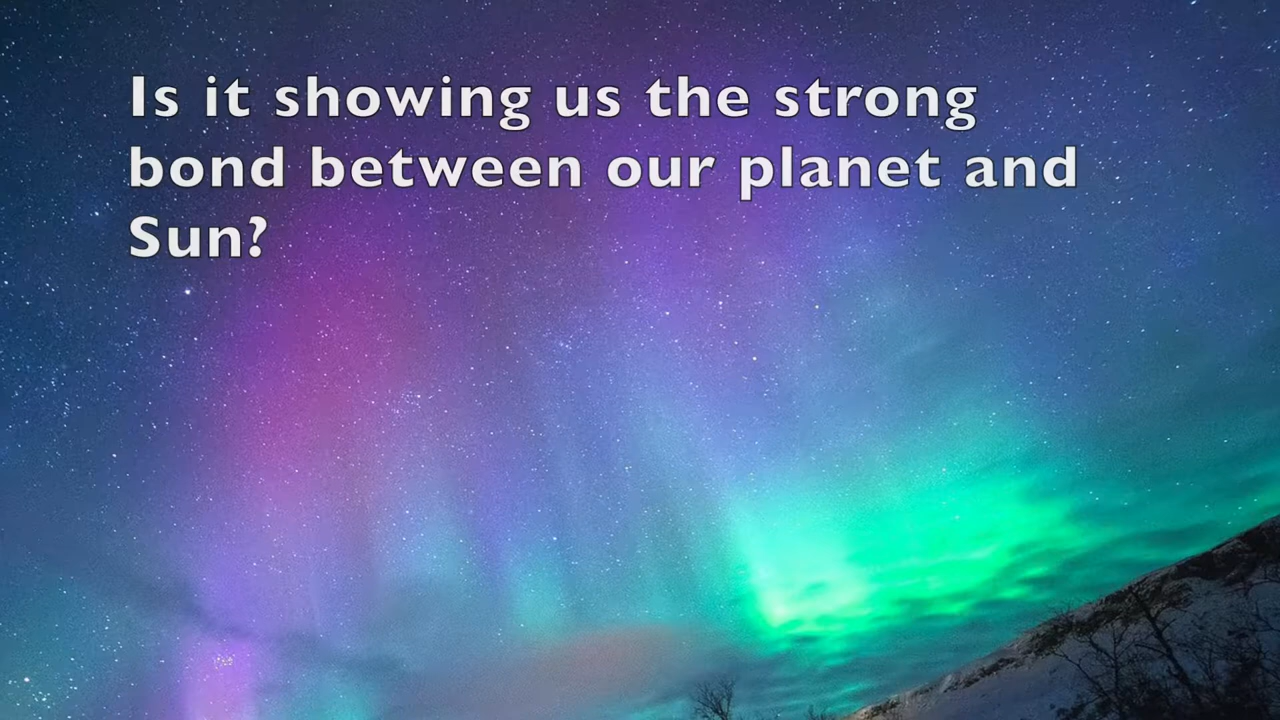 Is it showing us the strong
bond between our planet and
Sun?